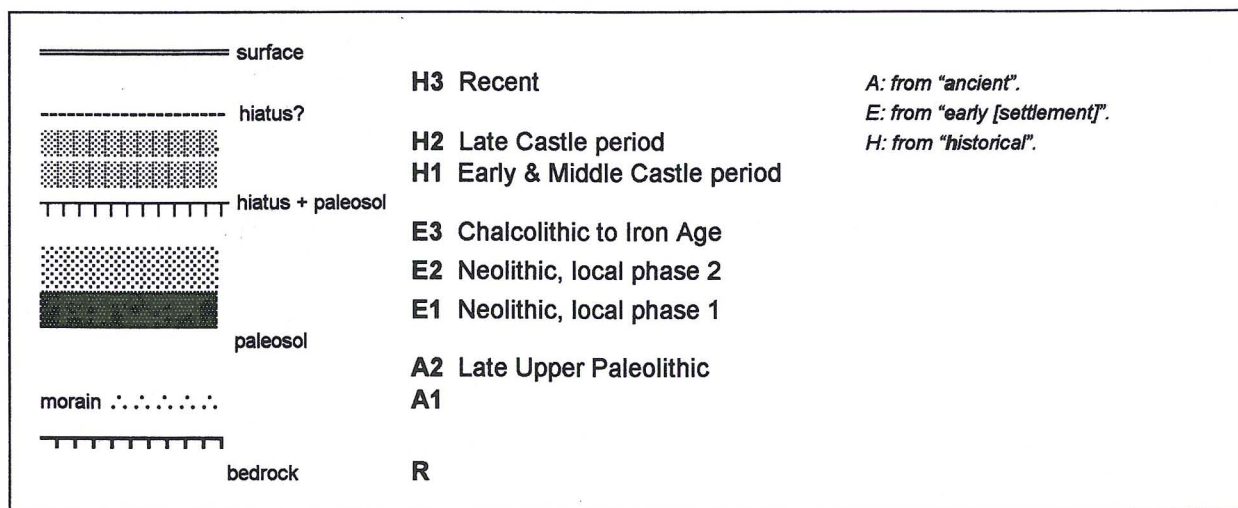 surface
H3 Recent
A: from “ancient”.
hiatus?
E: from “early [settlement]”.
H2 Late Castle period
H: from “historical”.
H1 Early & Middle Castle period
hiatus + paleosol
E3 Chalcolithic to Iron Age
E2 Neolithic, local phase 2
E1 Neolithic, local phase 1
paleosol
A2 Late Upper Paleolithic
morain
A1
bedrock
R